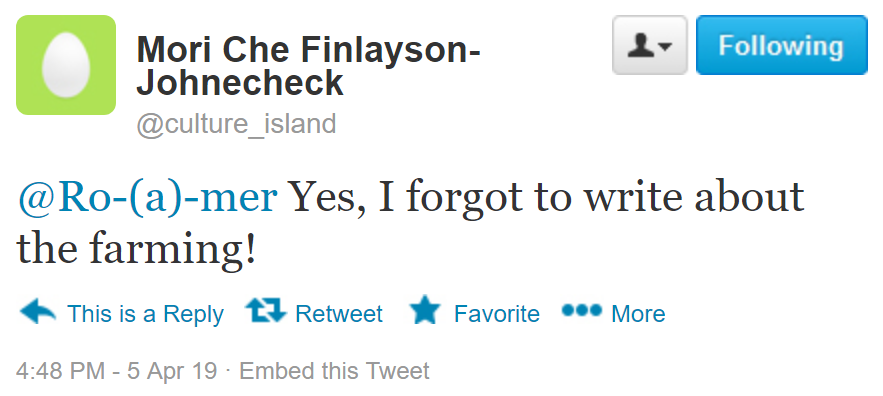 Mori Che Finlayson-
Johnecheck
Following
@culture_island
@Ro-(a)-mer Yes, I forgot to write about
the farming!
This is a Reply Retweet Favorite More
4:48 PM - 5 Apr 19 · Embed this Tweet